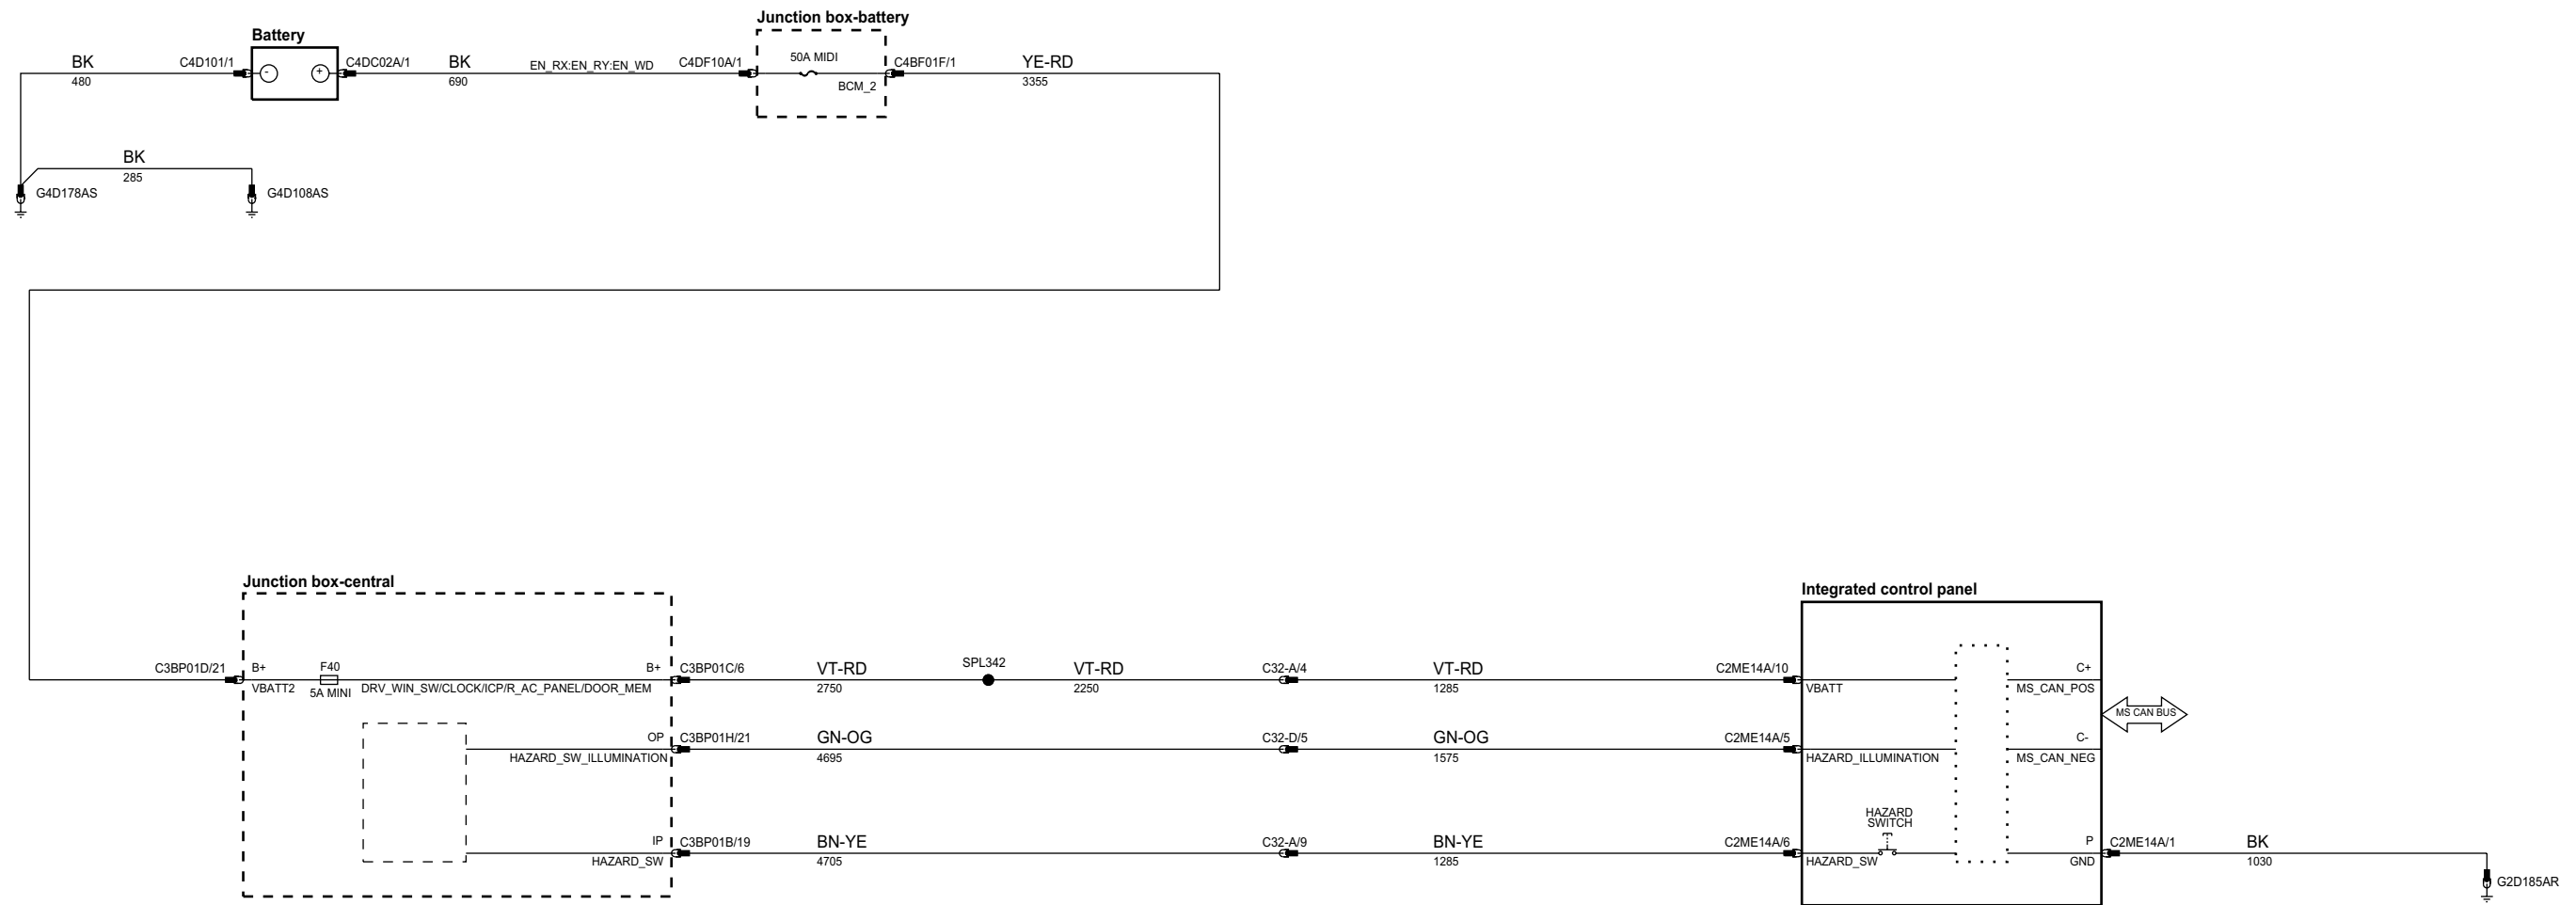 Junction box-battery
Battery
BK
480
C4D101/1
-
+
C4DC02A/1
BK
690
EN_RX:EN_RY:EN_WD
C4DF10A/1
50A MIDI
BCM_2
C4BF01F/1
YE-RD
3355
BK
285
G4D178AS
G4D108AS
Junction box-central
Integrated control panel
C3BP01D/21
B+
VBATT2
F40
5A MINI
DRV_WIN_SW/CLOCK/ICP/R_AC_PANEL/DOOR_MEM
B+
C3BP01C/6
VT-RD
2750
SPL342
VT-RD
2250
C32-A/4
VT-RD
1285
C2ME14A/10
VBATT
C+
MS_CAN_POS
MS CAN BUS
OP
HAZARD_SW_ILLUMINATION
C3BP01H/21
GN-OG
4695
C32-D/5
GN-OG
1575
C2ME14A/5
HAZARD_ILLUMINATION
C-
MS_CAN_NEG
IP
HAZARD_SW
C3BP01B/19
BN-YE
4705
C32-A/9
BN-YE
1285
C2ME14A/6
HAZARD_SW
HAZARD
SWITCH
P
GND
C2ME14A/1
BK
1030
G2D185AR